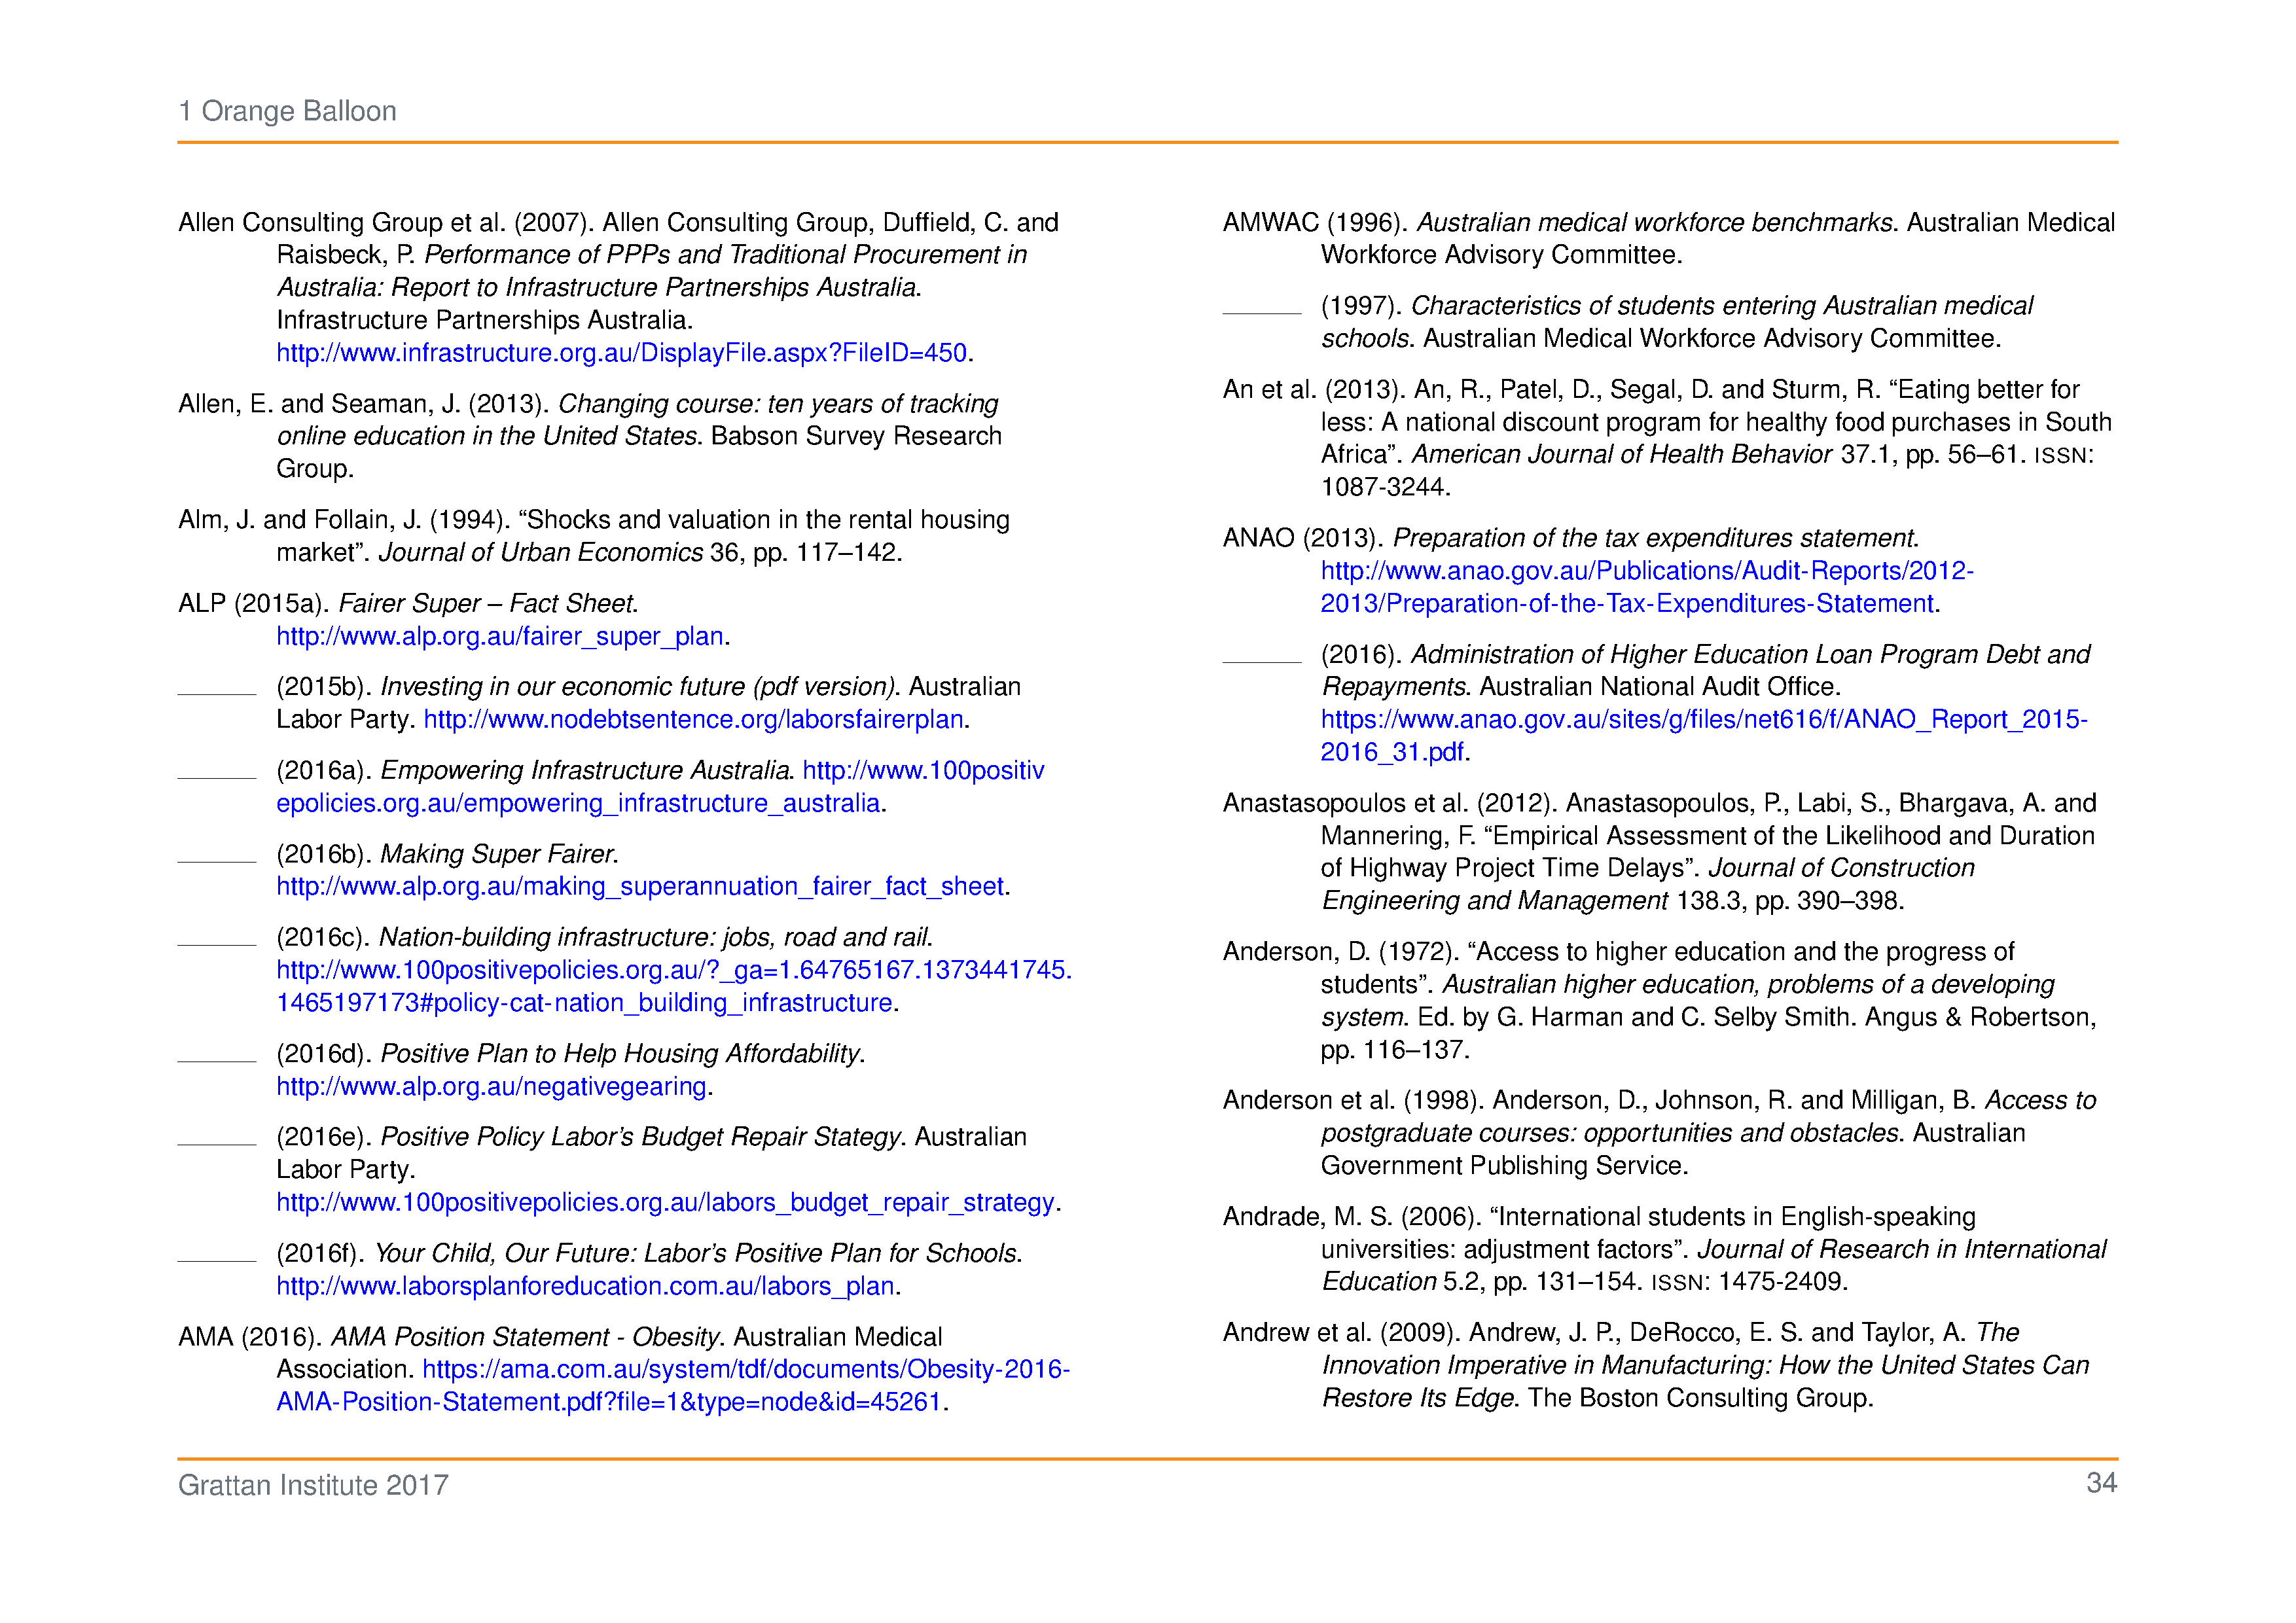 1 Orange Balloon
Allen Consulting Group et al. (2007). Allen Consulting Group, Duffield, C. and
Raisbeck, P. Performance of PPPs and Traditional Procurement in
Australia: Report to Infrastructure Partnerships Australia.
Infrastructure Partnerships Australia.
http://www.infrastructure.org.au/DisplayFile.aspx?FileID=450.
Allen, E. and Seaman, J. (2013). Changing course: ten years of tracking
online education in the United States. Babson Survey Research
Group.
Alm, J. and Follain, J. (1994). “Shocks and valuation in the rental housing
market”. Journal of Urban Economics 36, pp. 117–142.
ALP (2015a). Fairer Super – Fact Sheet.
http://www.alp.org.au/fairer_super_plan.
(2015b). Investing in our economic future (pdf version). Australian
Labor Party. http://www.nodebtsentence.org/laborsfairerplan.
(2016a). Empowering Infrastructure Australia. http://www.100positiv
epolicies.org.au/empowering_infrastructure_australia.
(2016b). Making Super Fairer.
http://www.alp.org.au/making_superannuation_fairer_fact_sheet.
(2016c). Nation-building infrastructure: jobs, road and rail.
http://www.100positivepolicies.org.au/?_ga=1.64765167.1373441745.
1465197173#policy-cat-nation_building_infrastructure.
(2016d). Positive Plan to Help Housing Affordability.
http://www.alp.org.au/negativegearing.
(2016e). Positive Policy Labor’s Budget Repair Stategy. Australian
Labor Party.
http://www.100positivepolicies.org.au/labors_budget_repair_strategy.
(2016f). Your Child, Our Future: Labor’s Positive Plan for Schools.
http://www.laborsplanforeducation.com.au/labors_plan.
AMA (2016). AMA Position Statement - Obesity. Australian Medical
Association. https://ama.com.au/system/tdf/documents/Obesity-2016-
AMA-Position-Statement.pdf?file=1&type=node&id=45261.
AMWAC (1996). Australian medical workforce benchmarks. Australian Medical
Workforce Advisory Committee.
(1997). Characteristics of students entering Australian medical
schools. Australian Medical Workforce Advisory Committee.
An et al. (2013). An, R., Patel, D., Segal, D. and Sturm, R. “Eating better for
less: A national discount program for healthy food purchases in South
Africa”. American Journal of Health Behavior 37.1, pp. 56–61. ISSN:
1087-3244.
ANAO (2013). Preparation of the tax expenditures statement.
http://www.anao.gov.au/Publications/Audit-Reports/2012-
2013/Preparation-of-the-Tax-Expenditures-Statement.
(2016). Administration of Higher Education Loan Program Debt and
Repayments. Australian National Audit Office.
https://www.anao.gov.au/sites/g/files/net616/f/ANAO_Report_2015-
2016_31.pdf.
Anastasopoulos et al. (2012). Anastasopoulos, P., Labi, S., Bhargava, A. and
Mannering, F. “Empirical Assessment of the Likelihood and Duration
of Highway Project Time Delays”. Journal of Construction
Engineering and Management 138.3, pp. 390–398.
Anderson, D. (1972). “Access to higher education and the progress of
students”. Australian higher education, problems of a developing
system. Ed. by G. Harman and C. Selby Smith. Angus & Robertson,
pp. 116–137.
Anderson et al. (1998). Anderson, D., Johnson, R. and Milligan, B. Access to
postgraduate courses: opportunities and obstacles. Australian
Government Publishing Service.
Andrade, M. S. (2006). “International students in English-speaking
universities: adjustment factors”. Journal of Research in International
Education 5.2, pp. 131–154. ISSN: 1475-2409.
Andrew et al. (2009). Andrew, J. P., DeRocco, E. S. and Taylor, A. The
Innovation Imperative in Manufacturing: How the United States Can
Restore Its Edge. The Boston Consulting Group.
Grattan Institute 2017
34